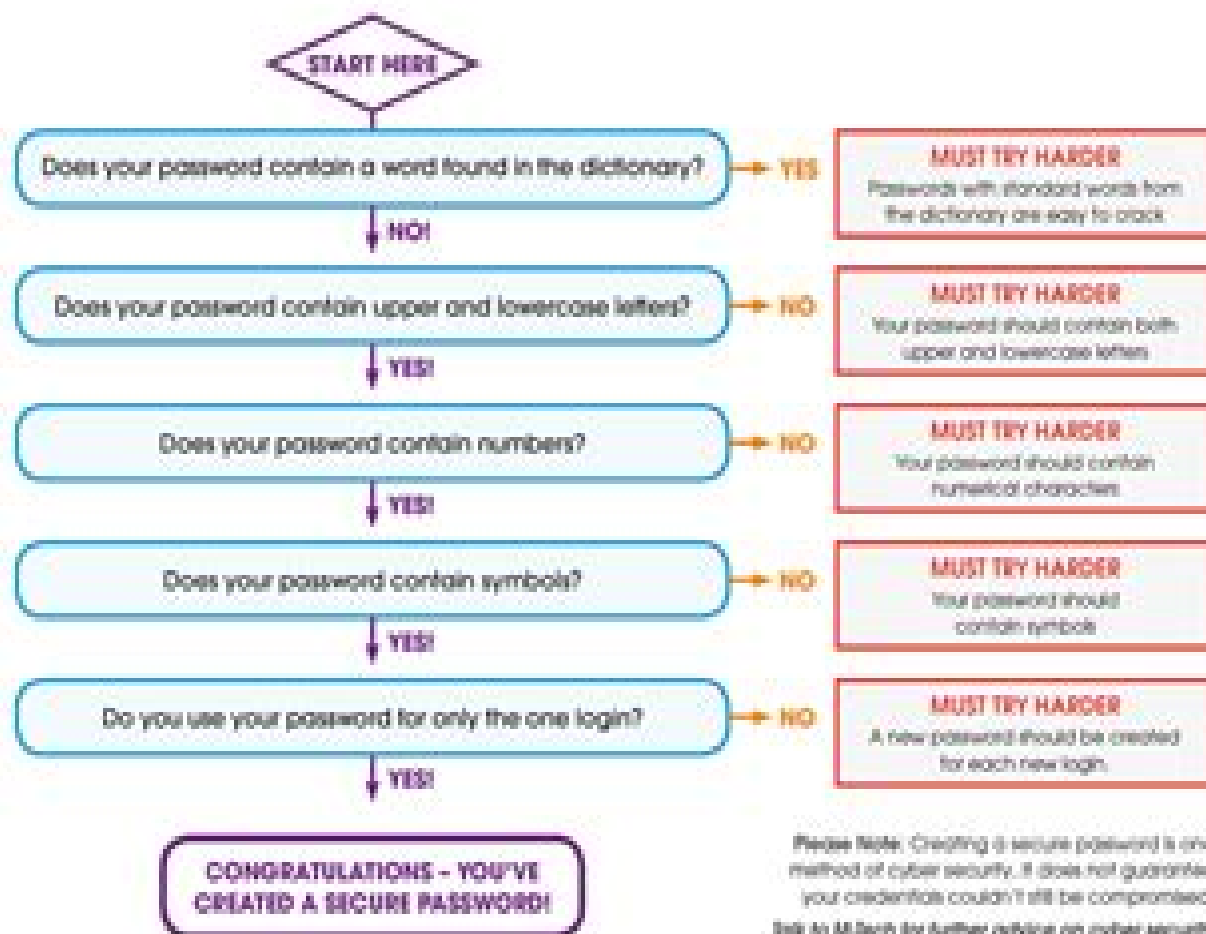 START HERE
Does your password contain a word found in the dictionary?
YES
MUST TRY HARDER
Passwords with standard words from
the dictionary are easy to crack
NO!
Does your password contain upper and lowercase letters?
NO
MUST TRY HARDER
Your password should contain both
upper and lowercase letters
YES!
Does your password contain numbers?
NO
MUST TRY HARDER
Your password should contain
numerical characters
YES!
Does your password contain symbols?
NO
MUST TRY HARDER
Your password should
contain symbols
YES!
Do you use your password for only the one login?
NO
MUST TRY HARDER
A new password should be created
for each new login.
YES!
CONGRATULATIONS – YOU'VE
CREATED A SECURE PASSWORD!
Please Note: Creating a secure password is
method of cyber security. It does not
your credentials couldn't still be compromised
to M-Tech for further advice on cyber security